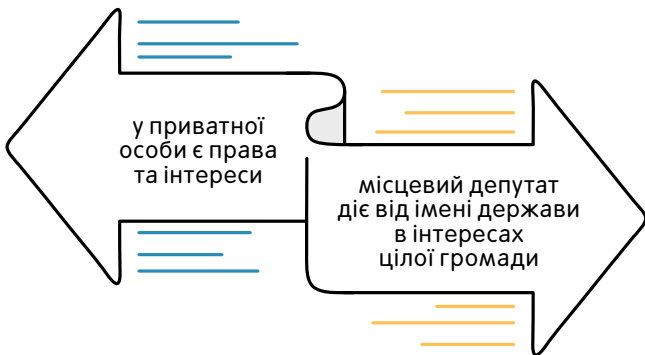 у приватної
особи є права
та інтереси
місцевий депутат
діє від імені держави
в інтересах
цілої громади